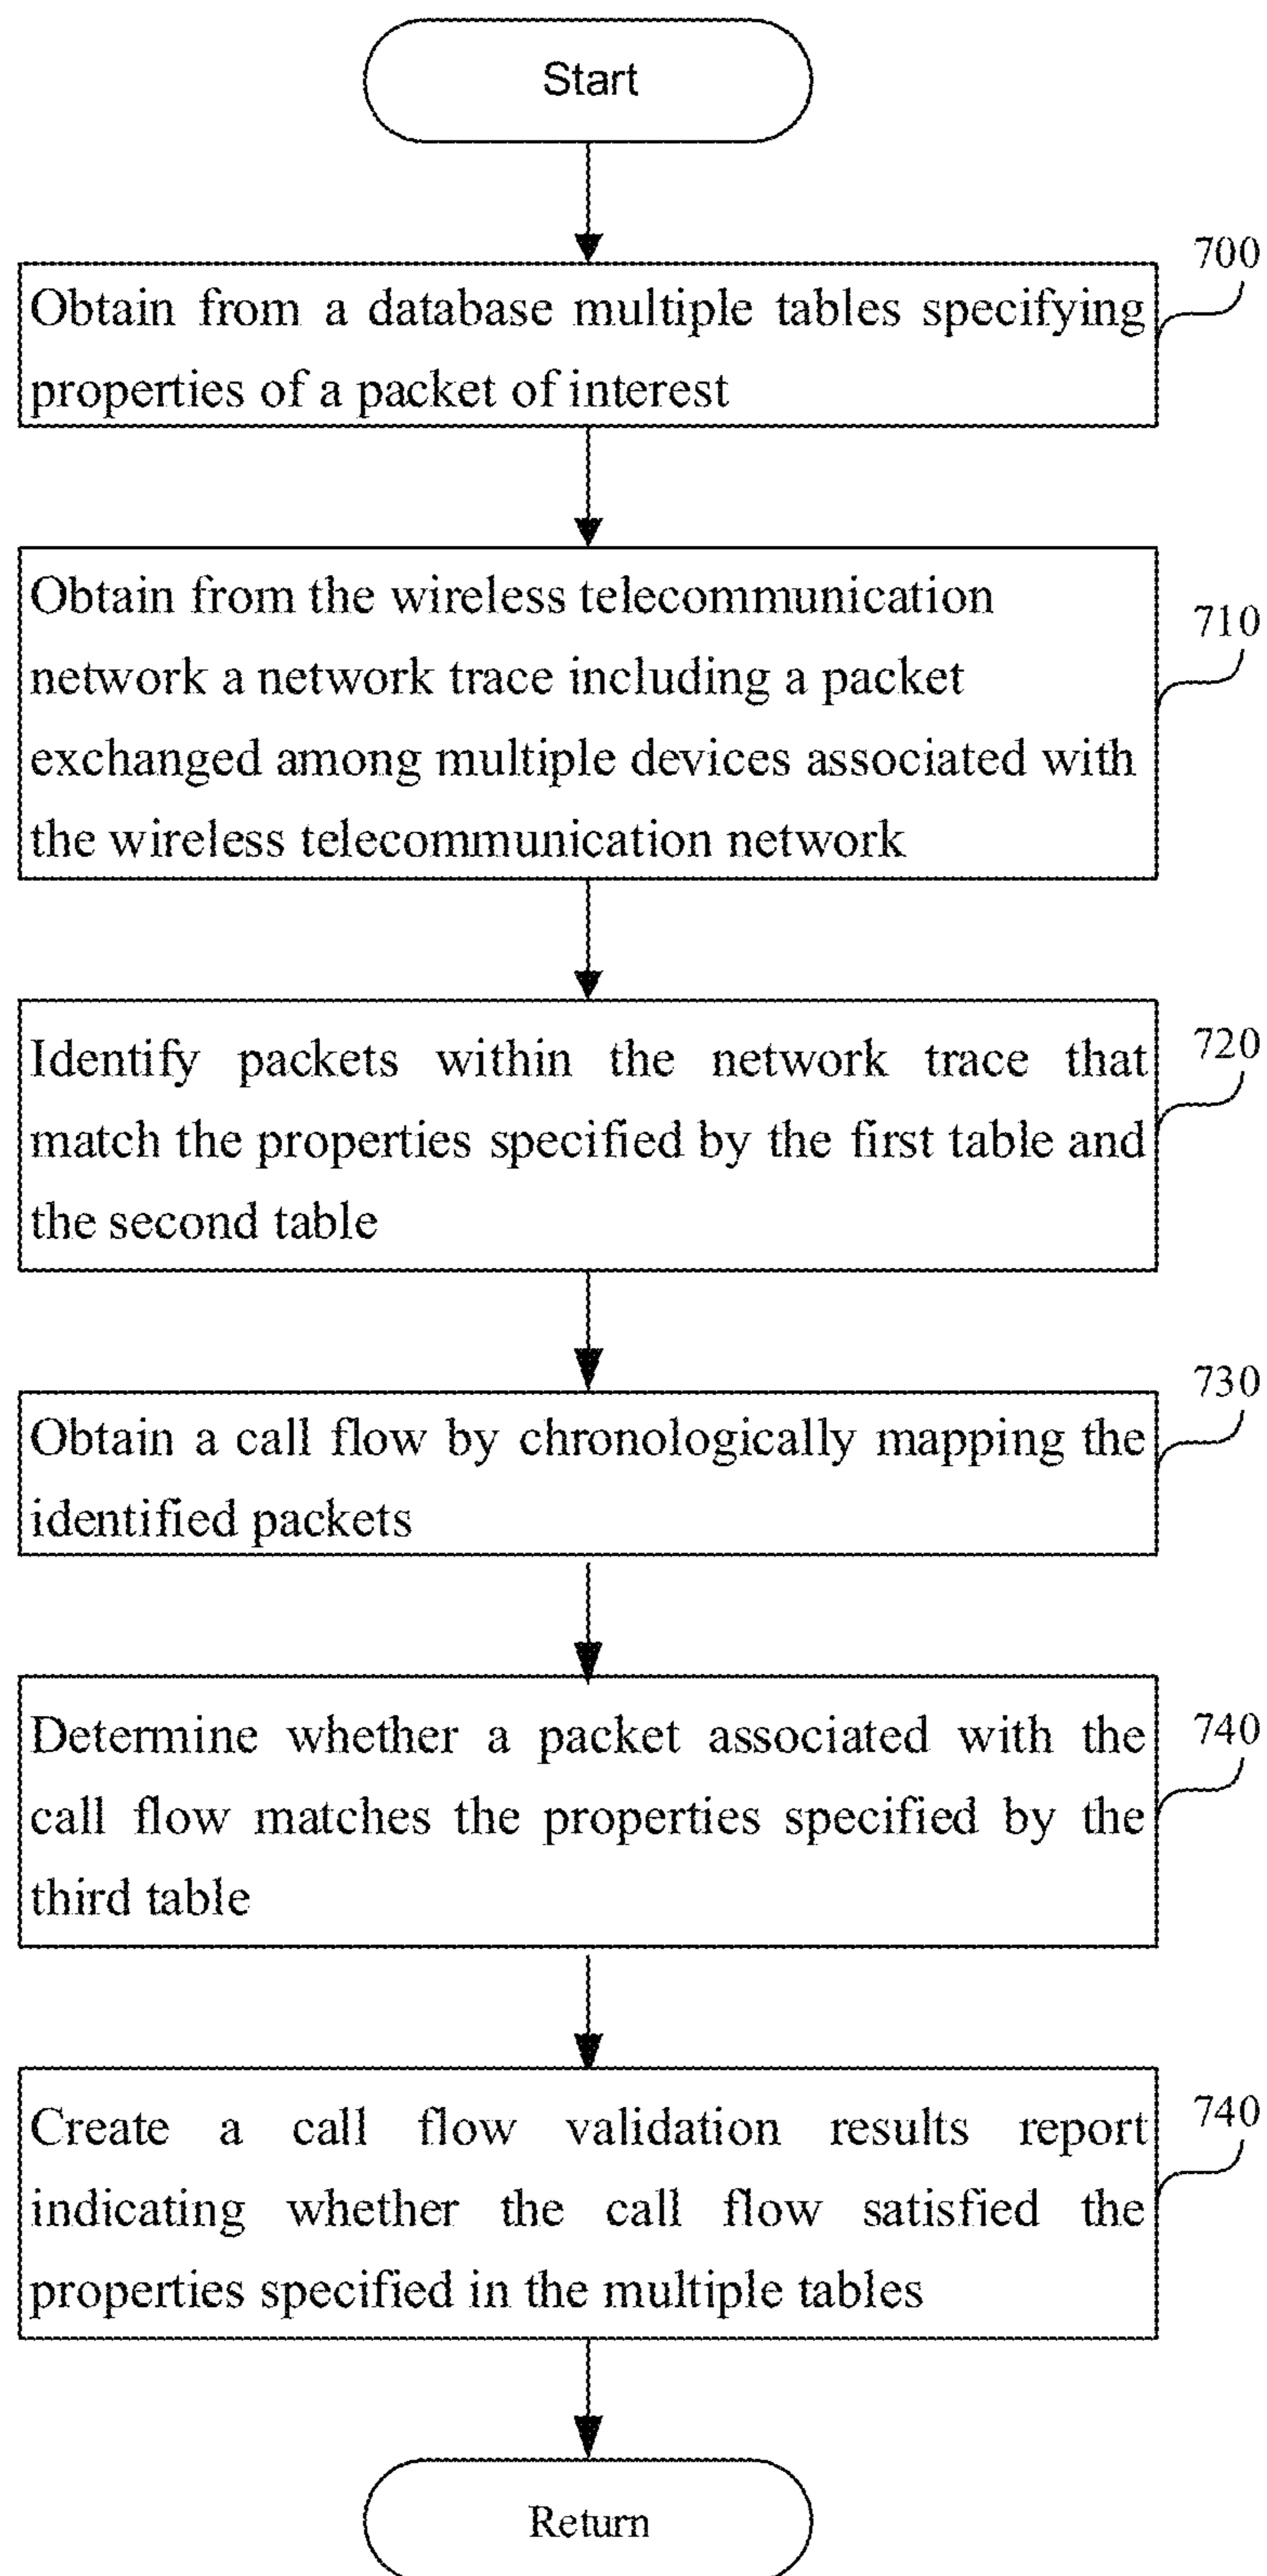 Start
700
Obtain from a database multiple tables specifying
properties of a packet of interest
710
Obtain from the wireless telecommunication
network a network trace including a packet
exchanged among multiple devices associated with
the wireless telecommunication network
720
Identify packets within the network trace that
match the properties specified by the first table and
the second table
730
Obtain a call flow by chronologically mapping the
identified packets
740
Determine whether a packet associated with the
call flow matches the properties specified by the
third table
740
Create a call flow validation results report
indicating whether the call flow satisfied the
properties specified in the multiple tables
Return